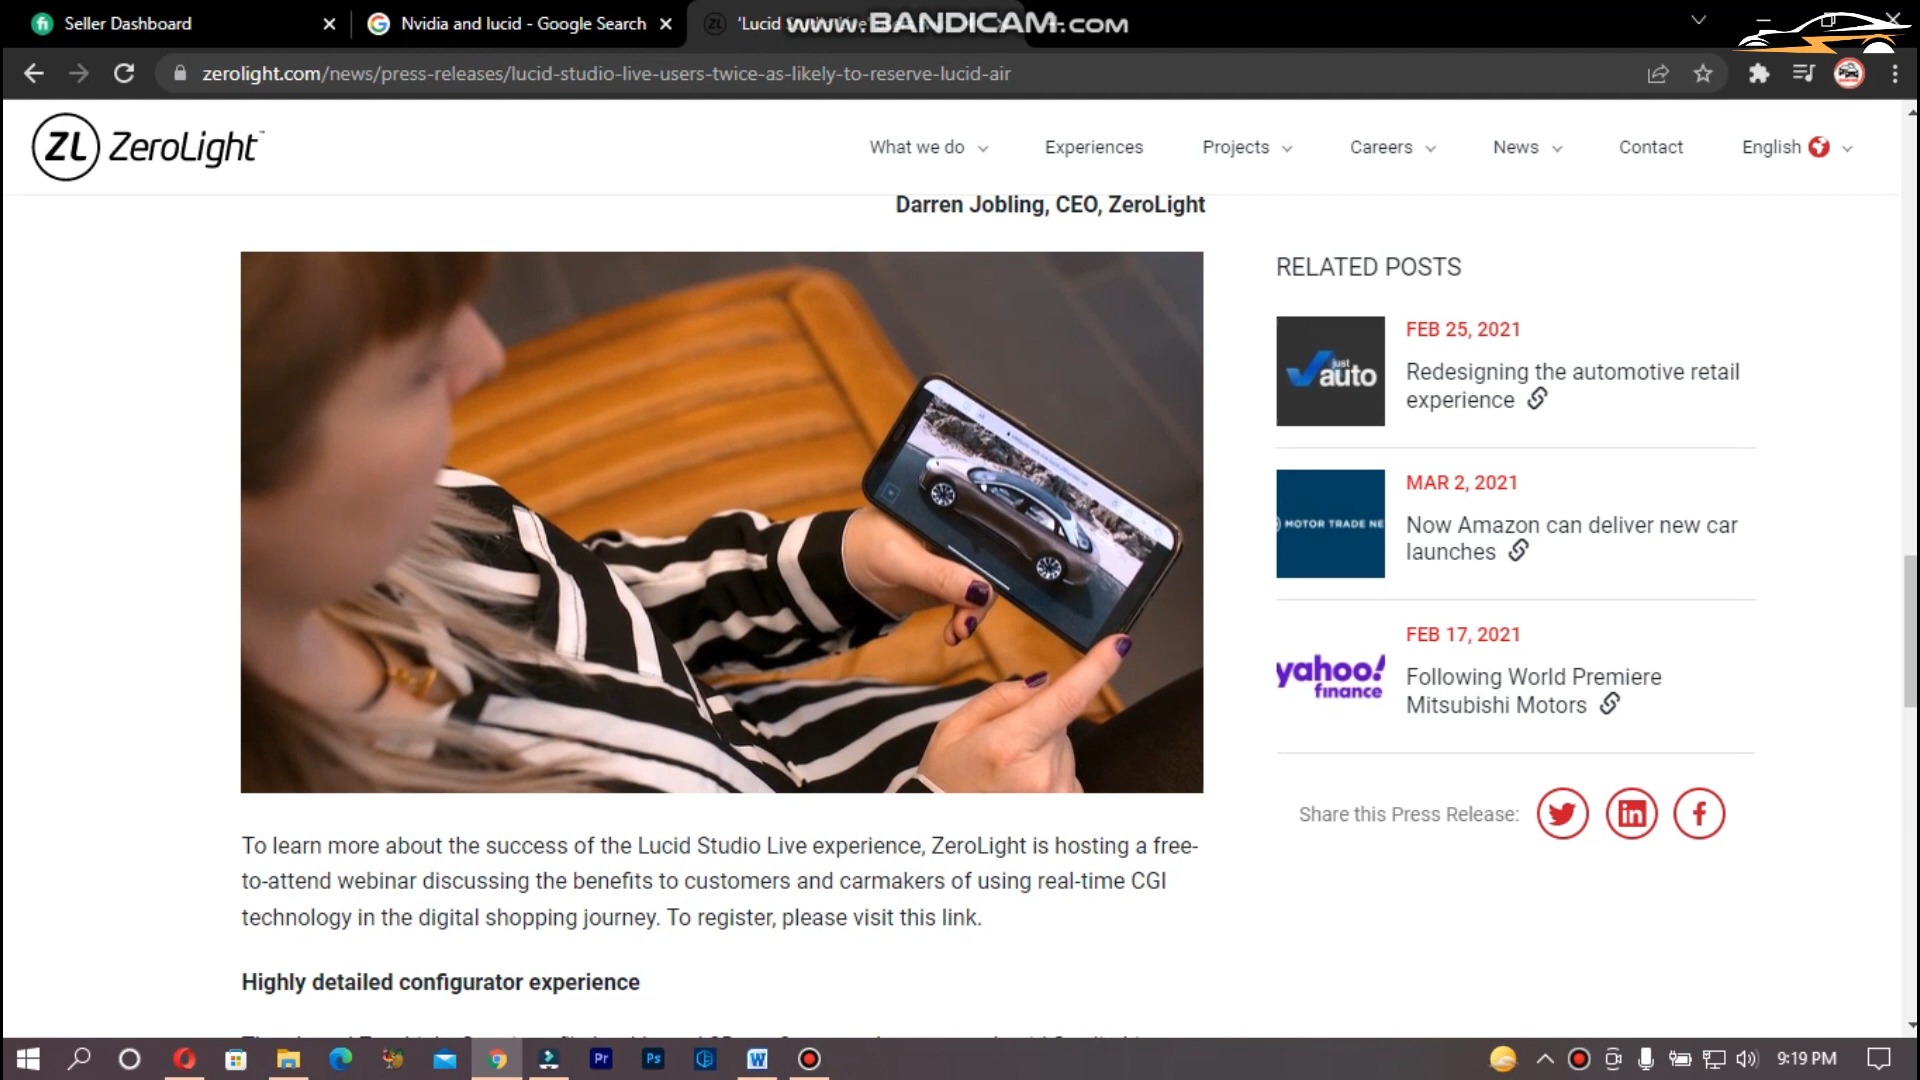 Seller Dashboard
Nvidia and lucid - Google Search
'Lucid
WWW.BANDICAM.COM
zerolight.com/news/press-releases/lucid-studio-live-users-twice-as-likely-to-reserve-lucid-air
ZL ZeroLight
What we do
Experiences
Projects
Careers
News
Contact
English
Darren Jobling, CEO, ZeroLight
RELATED POSTS
just
auto
FEB 25, 2021
Redesigning the automotive retail
experience
MOTOR TRADE NE
MAR 2, 2021
Now Amazon can deliver new car
launches
yahoo!
finance
FEB 17, 2021
Following World Premiere
Mitsubishi Motors
Share this Press Release:
To learn more about the success of the Lucid Studio Live experience, ZeroLight is hosting a free-
to-attend webinar discussing the benefits to customers and carmakers of using real-time CGI
technology in the digital shopping journey. To register, please visit this link.
Highly detailed configurator experience
Pr
Ps
W
9:19 PM